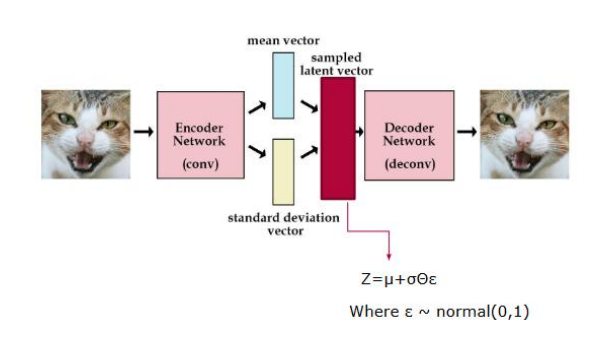 mean vector
sampled
latent vector
Encoder
Network
(conv)
Decoder
Network
(deconv)
standard deviation
vector
Z=μ+σΘε
Where ε ~ normal(0,1)